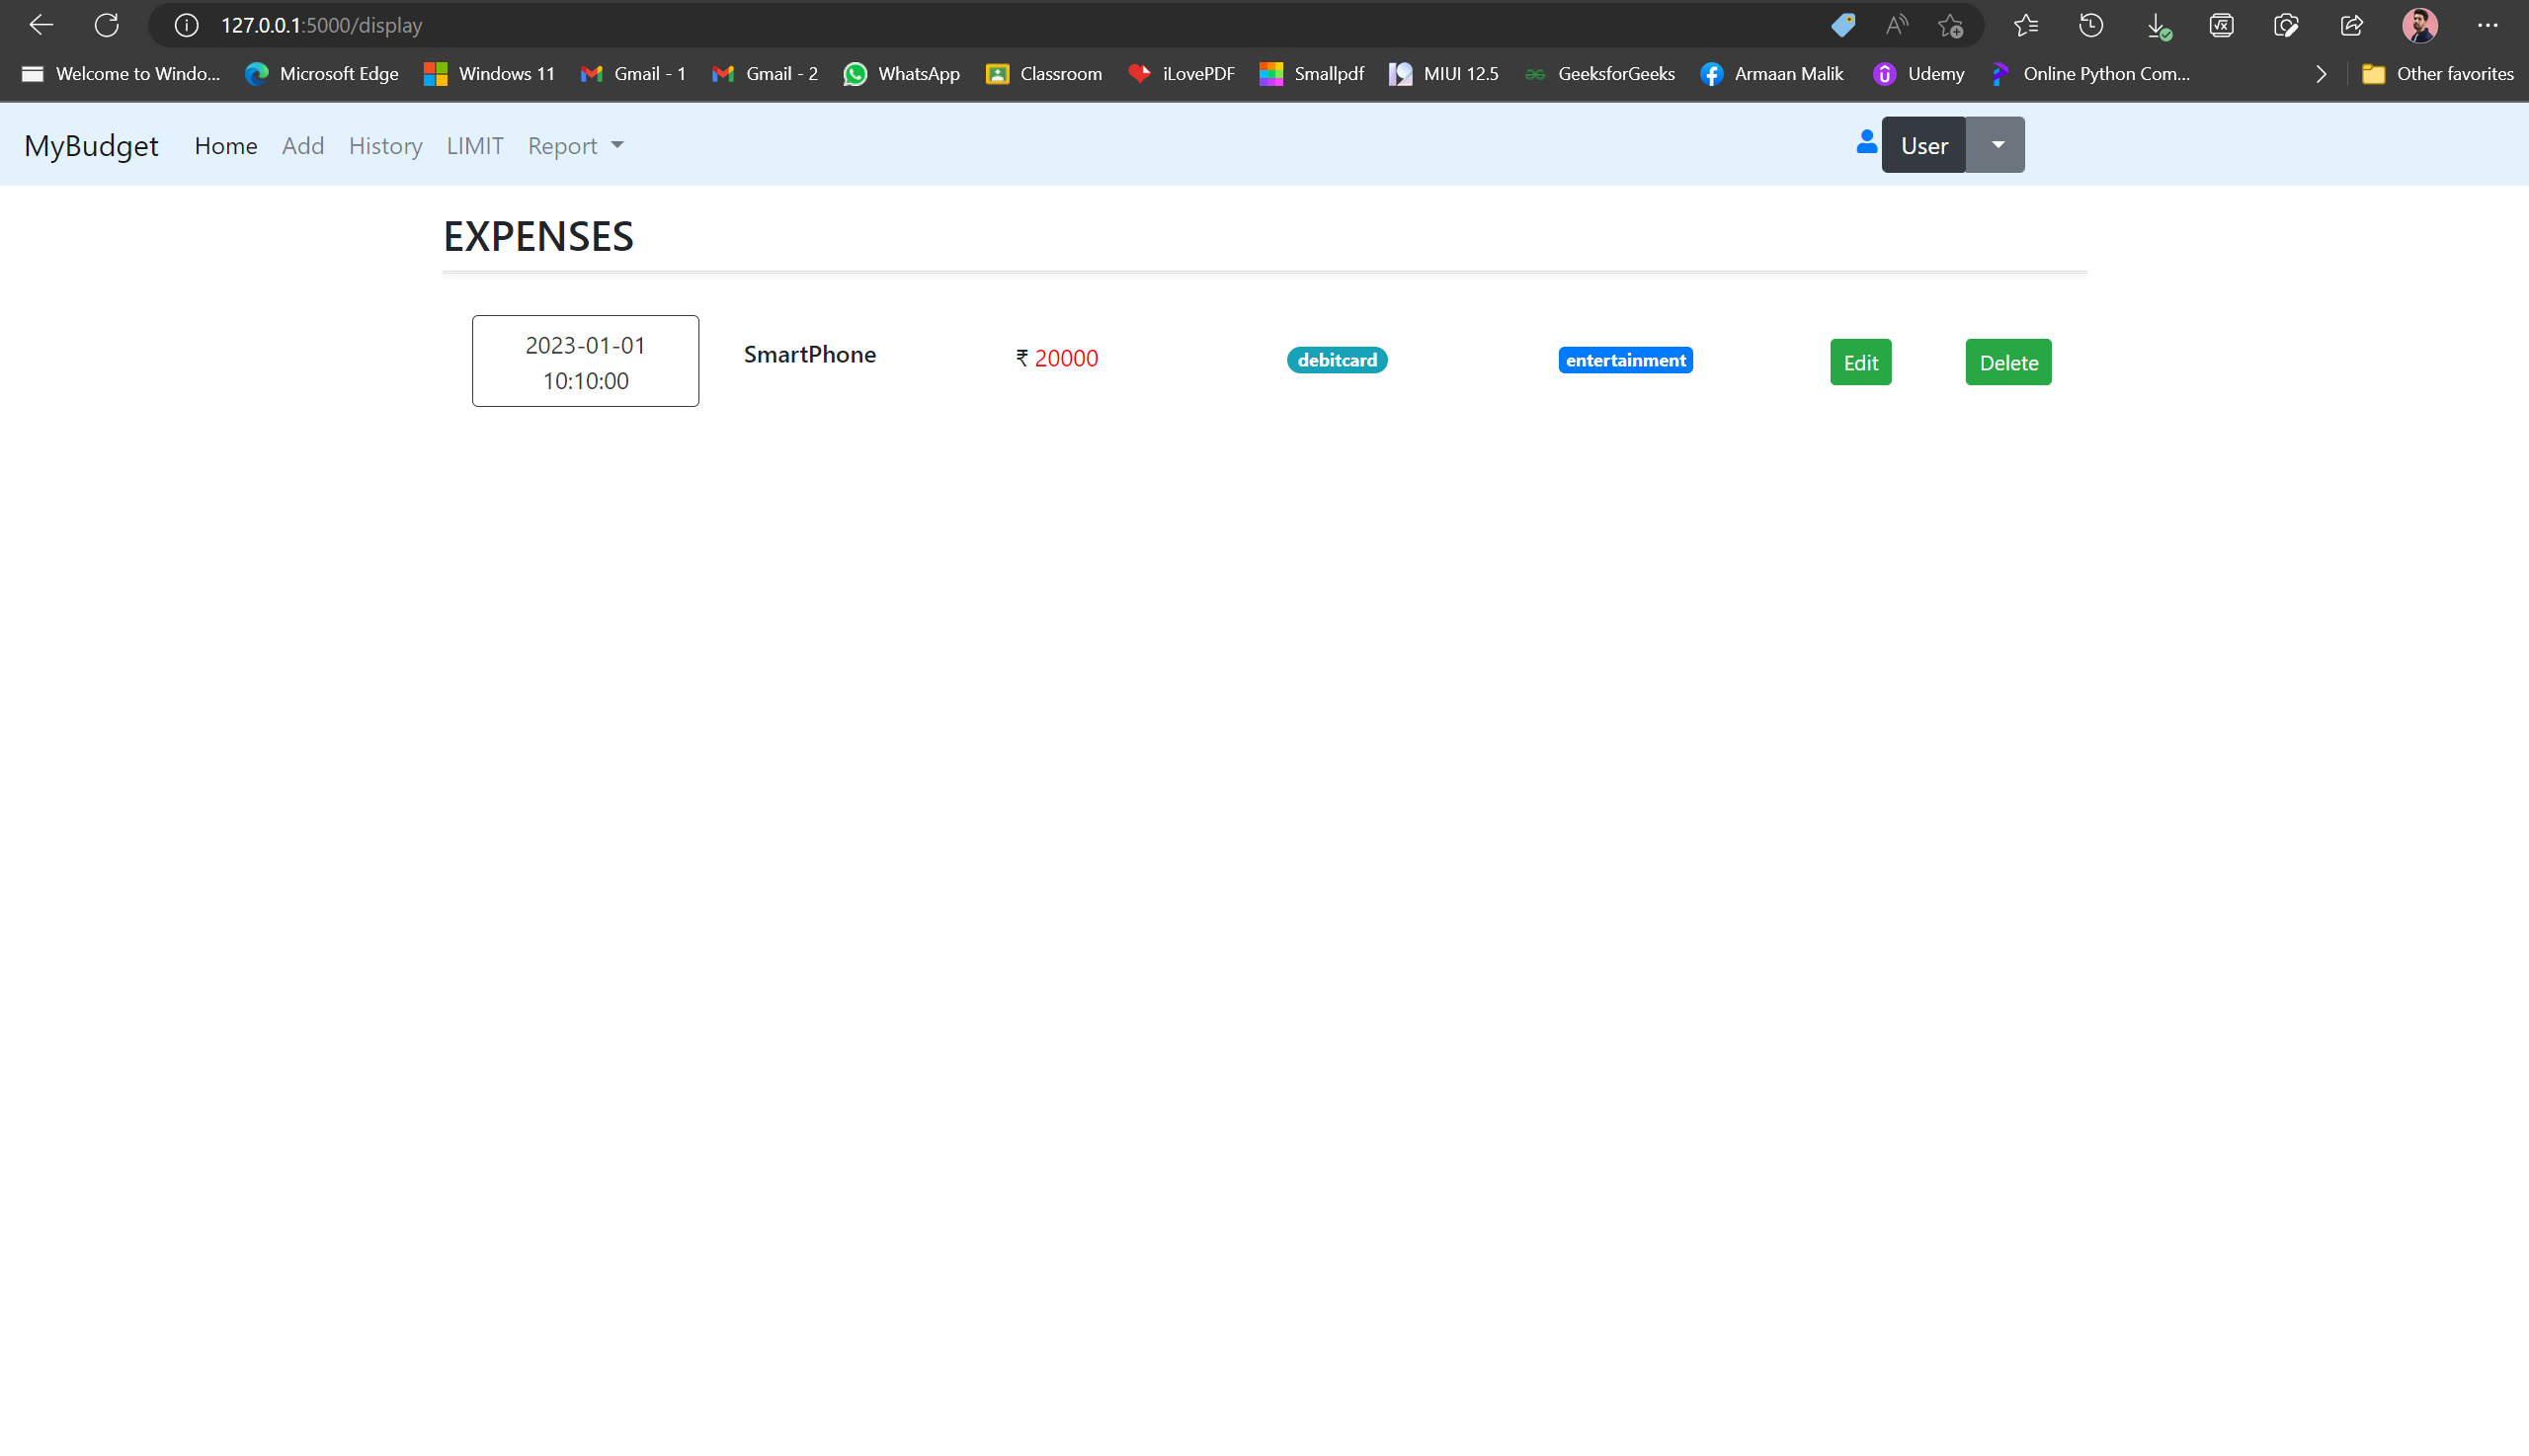 127.0.0.1:5000/display
Welcome to Windo... Microsoft Edge Windows 11 Gmail - 1 Gmail - 2 WhatsApp Classroom iLovePDF Smallpdf MIUI 12.5 GeeksforGeeks Armaan Malik Udemy Online Python Com... Other favorites
MyBudget Home Add History LIMIT Report User
EXPENSES
2023-01-01
10:10:00
SmartPhone ₹ 20000 debitcard entertainment Edit Delete